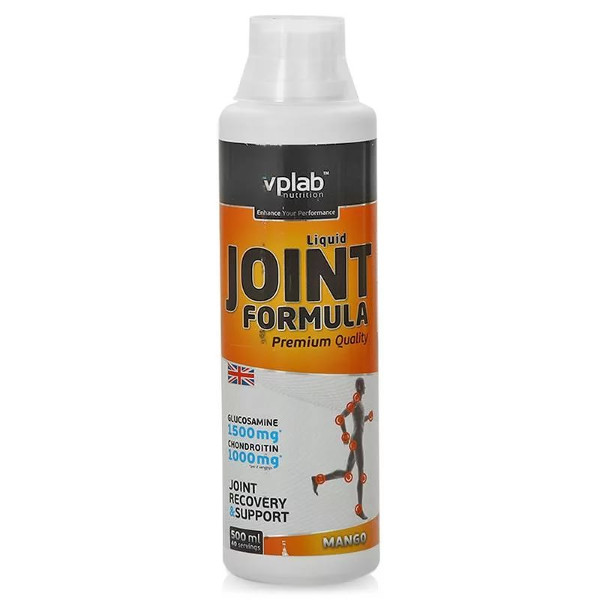 vplab™
nutrition
Enhance Your Performance
Liquid
JOINT
FORMULA
Premium Quality
GLUCOSAMINE
1500mg*
CHONDROITIN
1000mg*
JOINT
RECOVERY
&SUPPORT
500 ml
MANGO